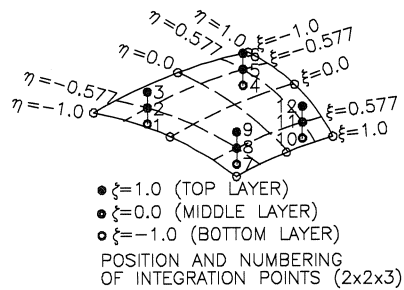 η=1.0
η=0.577
η=0.0
η=-0.577
η=-1.0
ξ=-1.0
ξ=-0.577
ξ=0.0
ξ=0.577
ξ=1.0
3
2
1
6
5
4
9
8
7
12
11
10
ζ=1.0 (TOP LAYER)
ζ=0.0 (MIDDLE LAYER)
ζ=-1.0 (BOTTOM LAYER)
POSITION AND NUMBERING
OF INTEGRATION POINTS (2x2x3)